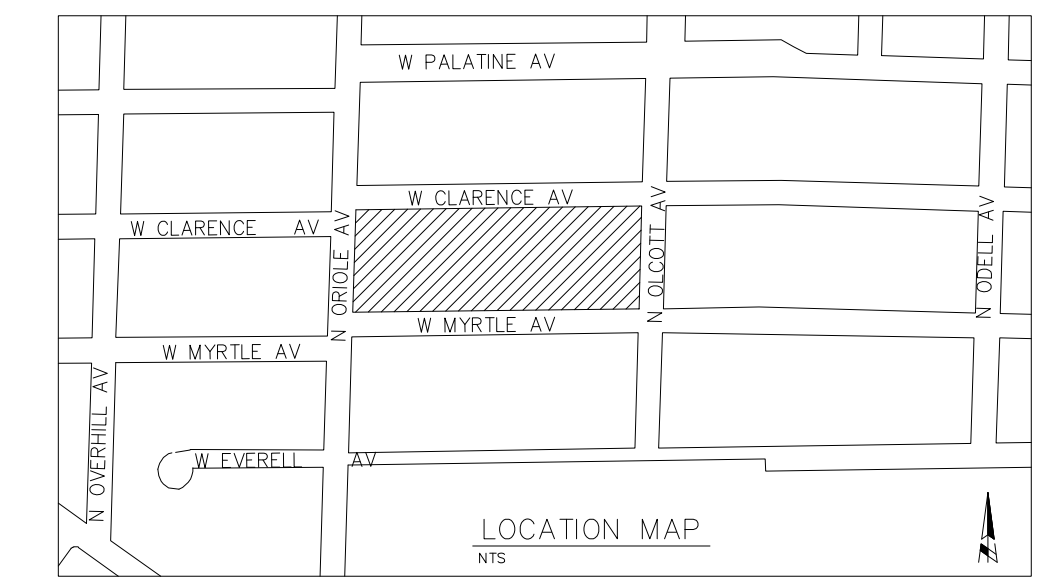 W PALATINE AV
W CLARENCE AV
W CLARENCE AV
N ORIOLE AV
N OLCOTT AV
N ODELL AV
W MYRTLE AV
W MYRTLE AV
N OVERHILL AV
W EVERELL AV
LOCATION MAP
NTS